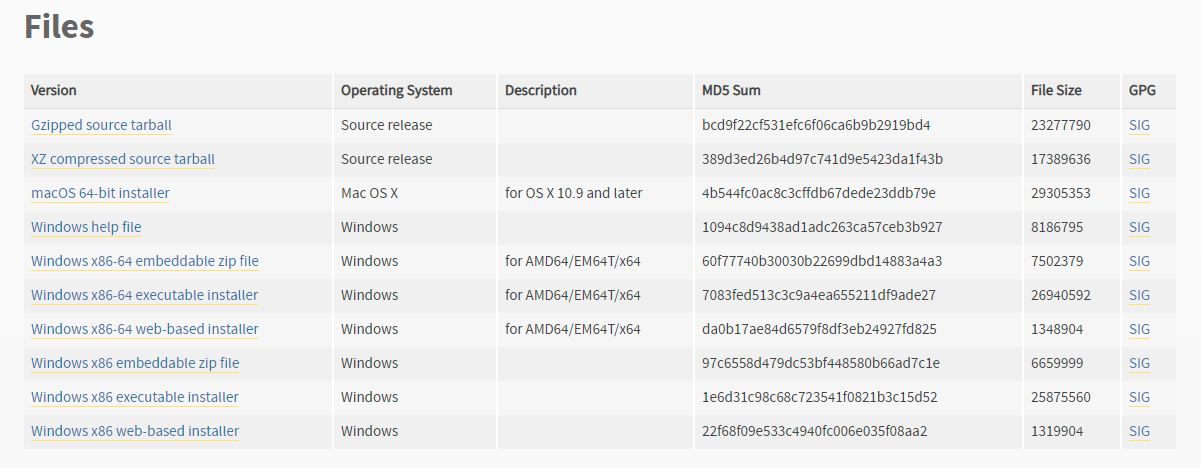 Files
Version Operating System Description MD5 Sum File Size GPG
Gzipped source tarball Source release bcd9f22cf531efc6f06ca6b9b2919bd4 23277790 SIG
XZ compressed source tarball Source release 389d3ed26b4d97c741d9e5423da1f43b 17389636 SIG
macOS 64-bit installer Mac OS X for OS X 10.9 and later 4b544fc0ac8c3cffdb67dede23ddb79e 29305353 SIG
Windows help file Windows 1094c8d9438ad1adc263ca57ceb3b927 8186795 SIG
Windows x86-64 embeddable zip file Windows for AMD64/EM64T/x64 60f77740b30030b22699dbd14883a4a3 7502379 SIG
Windows x86-64 executable installer Windows for AMD64/EM64T/x64 7083fed513c3c9a4ea655211df9ade27 26940592 SIG
Windows x86-64 web-based installer Windows for AMD64/EM64T/x64 da0b17ae84d6579f8df3eb24927fd825 1348904 SIG
Windows x86 embeddable zip file Windows 97c6558d479dc53bf448580b66ad7c1e 6659999 SIG
Windows x86 executable installer Windows 1e6d31c98c68c723541f0821b3c15d52 25875560 SIG
Windows x86 web-based installer Windows 22f68f09e533c4940fc006e035f08aa2 1319904 SIG